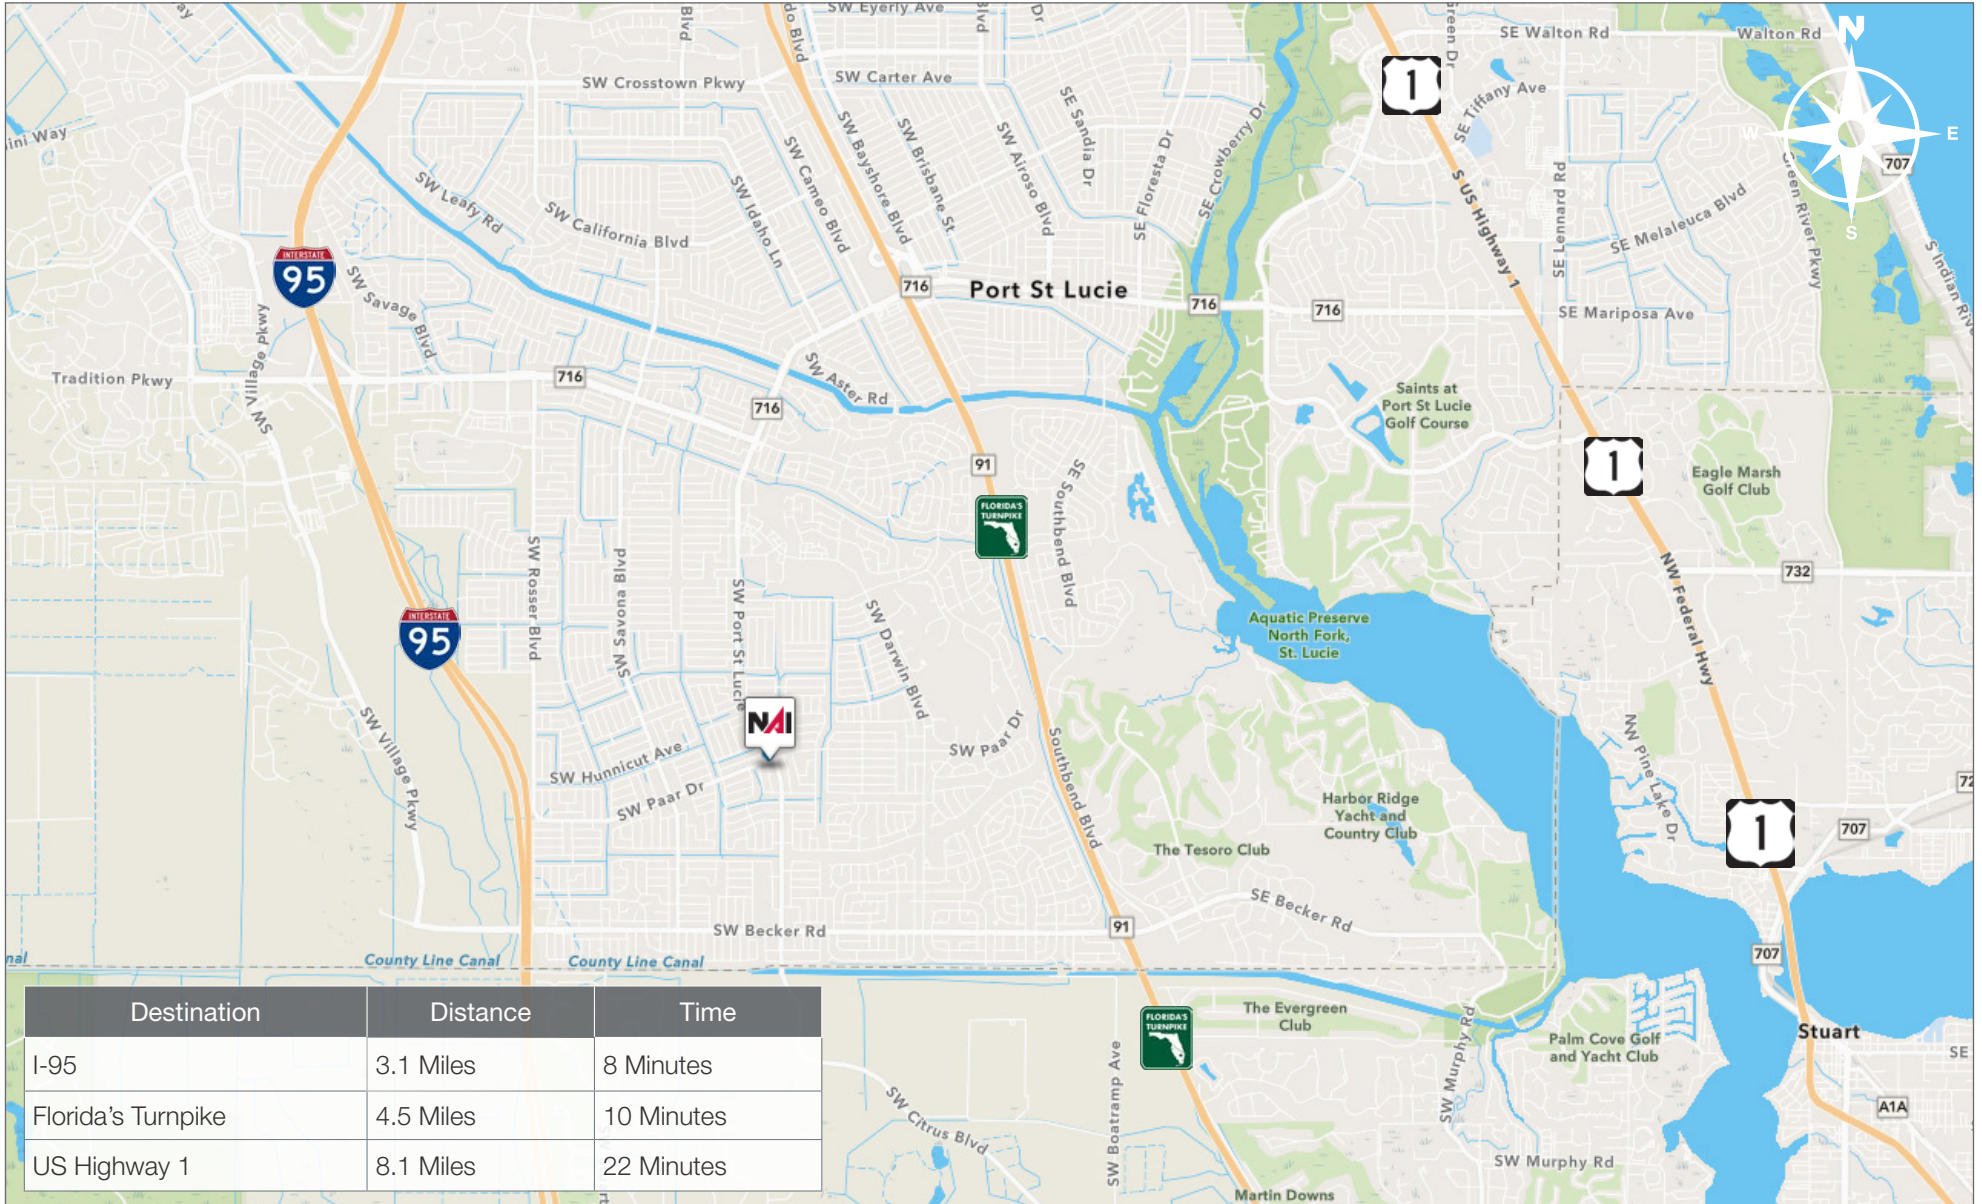 SW Eyerly Ave
Blvd
Dr
SE Walton Rd
Walton Rd
N
SW Crosstown Pkwy
SW Carter Ave
1
SE Tiffany Ave
W
E
S
707
SE Sandia Dr
SW Bayshore Blvd
SW Brisbane St
SW Airoso Blvd
SE Floresta Dr
SE Crowberry Dr
SW Cameo Blvd
SW Idaho Ln
SW Leafy Rd
SW California Blvd
S US Highway 1
SE Lennard Rd
SE Melaleuca Blvd
Green River Pkwy
INTERSTATE
95
SW Savage Blvd
SW Village Pkwy
716
Port St Lucie
716
716
SE Mariposa Ave
Tradition Pkwy
716
716
SW Aster Rd
Saints at
Port St Lucie
Golf Course
91
1
Eagle Marsh
Golf Club
FLORIDA'S
TURNPIKE
SE Southbend Blvd
732
SW Rosser Blvd
SW Savona Blvd
SW Port St Lucie
SW Darwin Blvd
Aquatic Preserve
North Fork,
St. Lucie
NW Federal Hwy
INTERSTATE
95
NAI
SW Village Pkwy
SW Hunnicut Ave
SW Paar Dr
SW Paar Dr
Southbend Blvd
NW Pine Lake Dr
Harbor Ridge
Yacht and
Country Club
The Tesoro Club
1
707
SE Becker Rd
SW Becker Rd
91
707
County Line Canal
County Line Canal
Destination Distance Time
I-95 3.1 Miles 8 Minutes
Florida’s Turnpike 4.5 Miles 10 Minutes
US Highway 1 8.1 Miles 22 Minutes
FLORIDA'S
TURNPIKE
The Evergreen
Club
SW Murphy Rd
Palm Cove Golf
and Yacht Club
Stuart
SE
SW Citrus Blvd
SW Boatramp Ave
A1A
SW Murphy Rd
Martin Downs